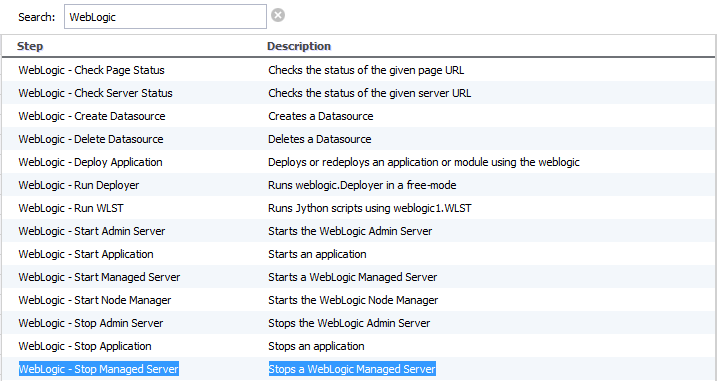 Search: WebLogic
Step Description
WebLogic - Check Page Status Checks the status of the given page URL
WebLogic - Check Server Status Checks the status of the given server URL
WebLogic - Create Datasource Creates a Datasource
WebLogic - Delete Datasource Deletes a Datasource
WebLogic - Deploy Application Deploys or redeploys an application or module using the weblogic
WebLogic - Run Deployer Runs weblogic.Deployer in a free-mode
WebLogic - Run WLST Runs Jython scripts using weblogic1.WLST
WebLogic - Start Admin Server Starts the WebLogic Admin Server
WebLogic - Start Application Starts an application
WebLogic - Start Managed Server Starts a WebLogic Managed Server
WebLogic - Start Node Manager Starts the WebLogic Node Manager
WebLogic - Stop Admin Server Stops the WebLogic Admin Server
WebLogic - Stop Application Stops an application
WebLogic - Stop Managed Server Stops a WebLogic Managed Server